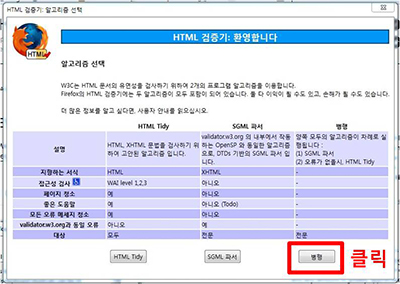 HTML 검증기: 알고리즘 선택
HTML 검증기: 환영합니다
HTML
알고리즘 선택
W3C는 HTML 문서의 유연성을 검사하기 위하여 2개의 프로그램 알고리즘을 이용합니다.
Firefox의 HTML 검증기에는 두 알고리즘이 모두 포함이 되어 있습니다. 둘 다 이익이 될 수도 있고, 손해가 될 수도 있습니다.
더 많은 정보를 알고 싶다면, 사용자 안내를 읽으십시오.
HTML Tidy SGML 파서 병행
설명 HTML, XHTML 문법을 검사하기 위하여 고안된 알고리즘 입니다. validator.w3.org 의 내부에서 작동하는 OpenSP 와 동일한 알고리즘으로, DTDs 기반의 SGML 파서 입니다. 양쪽 모두의 알고리즘이 차례로 실행됩니다 :
(1) SGML 파서
(2) 오류가 없을시, HTML Tidy
지향하는 서식 HTML XHTML -
접근성 검사 WAI level 1,2,3 아니오 -
페이지 청소 예 아니오 -
좋은 도움말 예 아니오 (Todo) -
모든 오류 메세지 정소 예 아니오 -
validator.w3.org과 동일 오류 아니오 예 -
대상 모두 전문 전문
HTML Tidy SGML 파서 병행 클릭